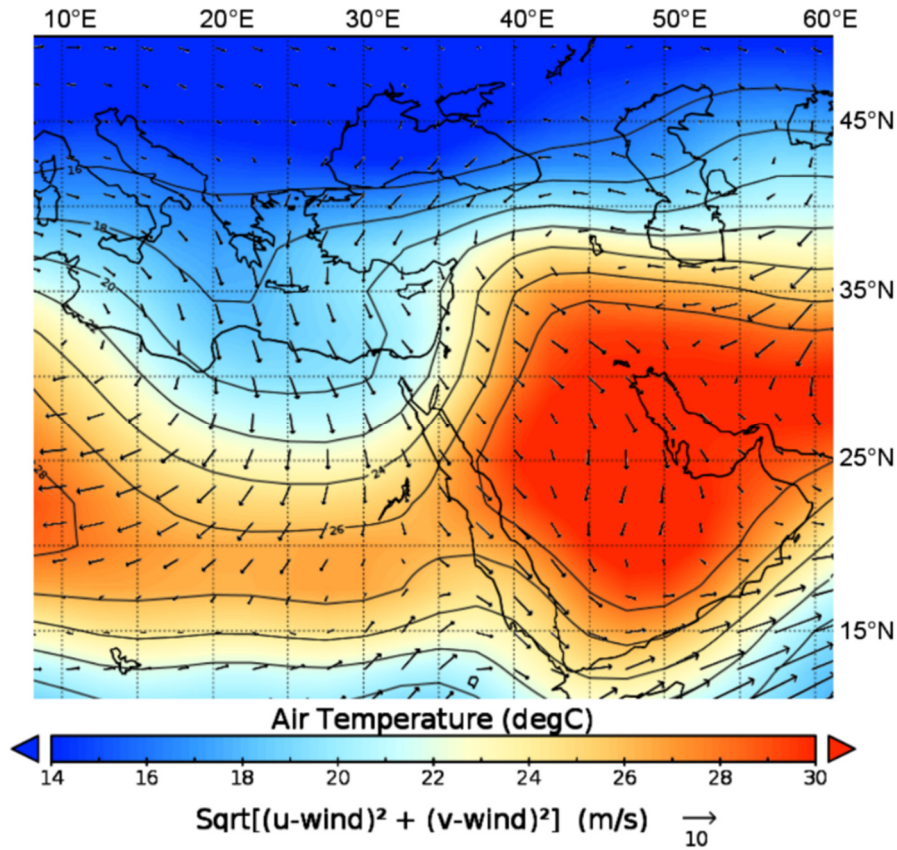 10°E 20°E 30°E 40°E 50°E 60°E
45°N
16
18
35°N
20
22
25°N
24
28
26
15°N
Air Temperature (degC)
14 16 18 20 22 24 26 28 30
Sqrt[(u-wind)² + (v-wind)²] (m/s)
10